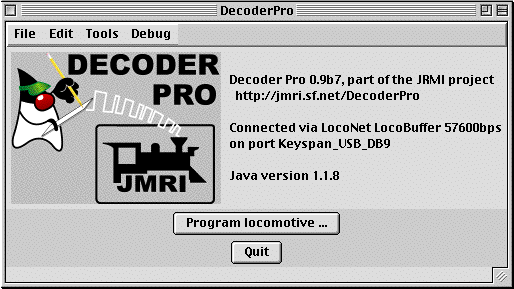 DecoderPro
File Edit Tools Debug
DECODER
PRO
JMRI
Decoder Pro 0.9b7, part of the JRMI project
http://jmri.sf.net/DecoderPro
Connected via LocoNet LocoBuffer 57600bps
on port Keyspan_USB_DB9
Java version 1.1.8
Program locomotive ...
Quit